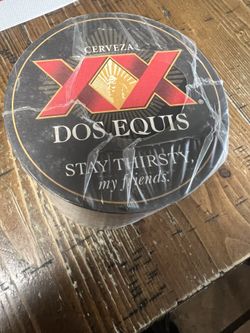 CERVEZA
XX
DOS EQUIS
STAY THIRSTY,
my friends.